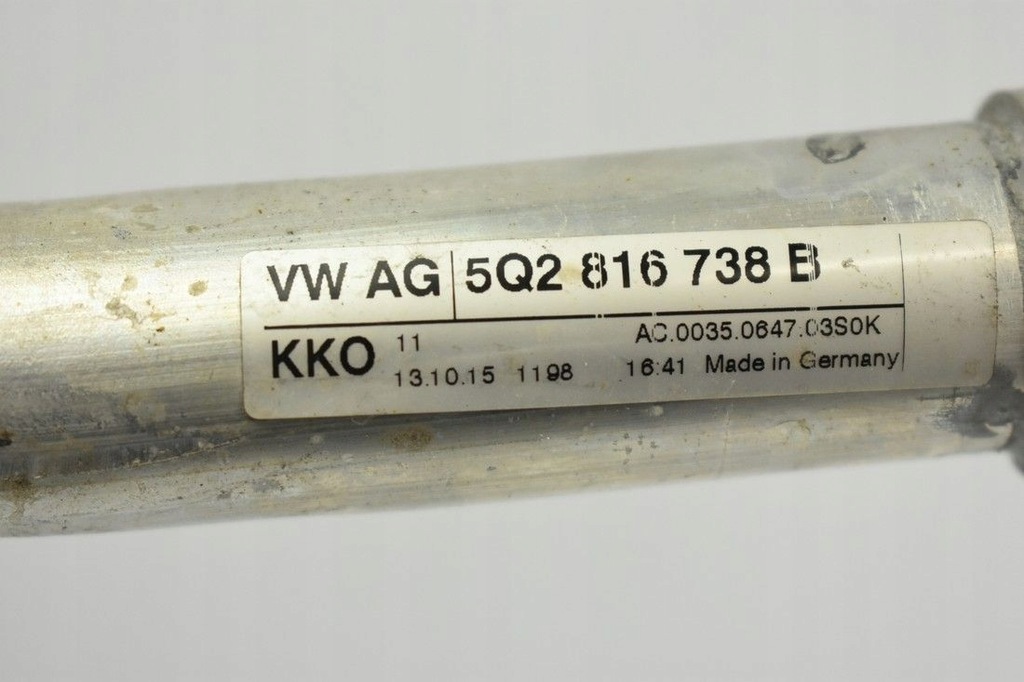 VW AG 5Q2 816 738 B
KKO 11 AC.0035.0647.03S0K
13.10.15 1198 16:41 Made in Germany